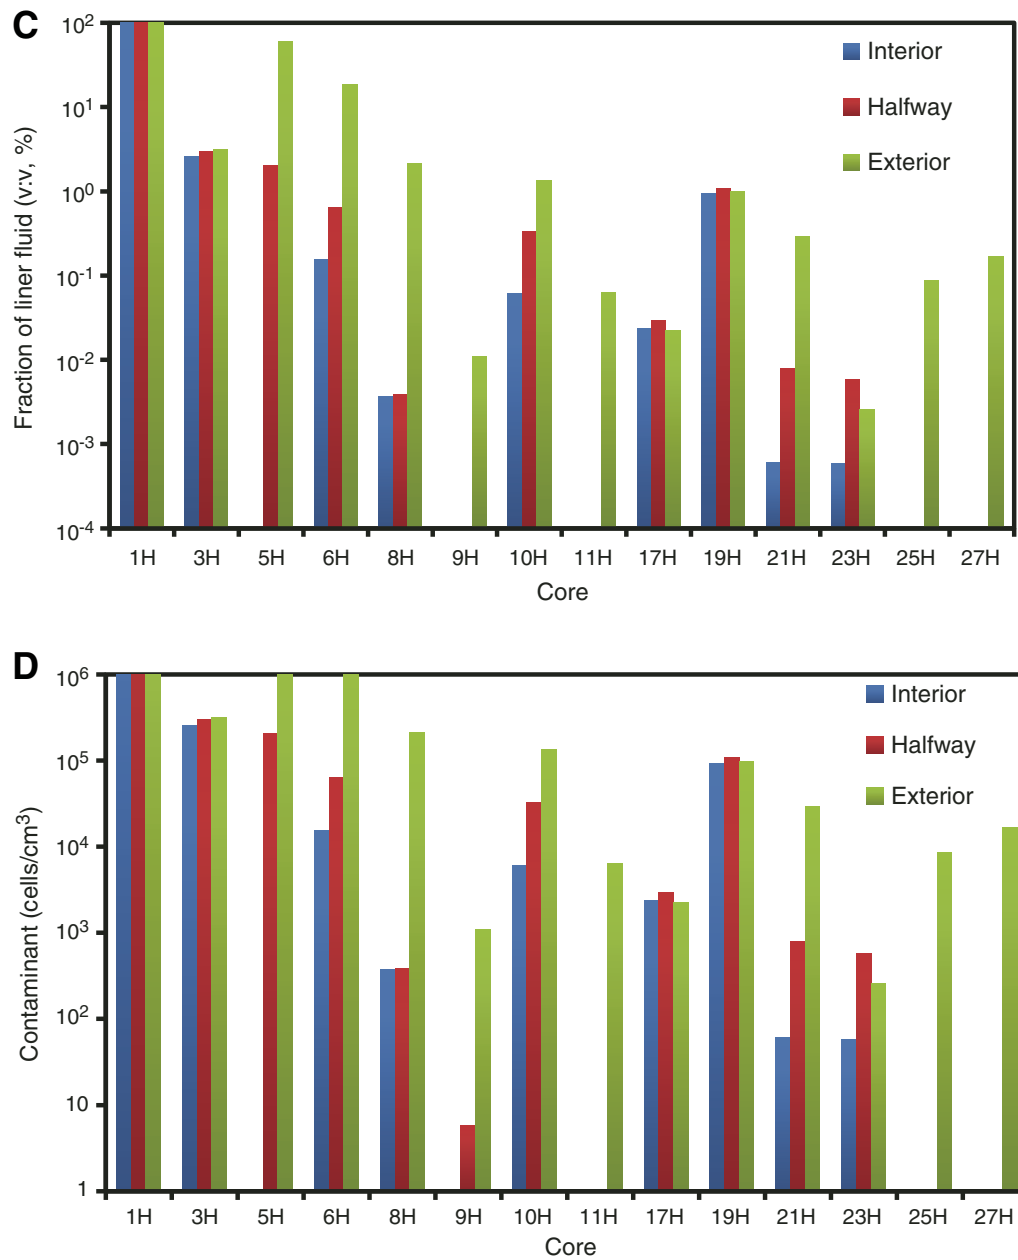 C
Fraction of liner fluid (v:v, %)
10²
10¹
10⁰
10⁻¹
10⁻²
10⁻³
10⁻⁴
Interior
Halfway
Exterior
1H 3H 5H 6H 8H 9H 10H 11H 17H 19H 21H 23H 25H 27H
Core
D
Contaminant (cells/cm³)
10⁶
10⁵
10⁴
10³
10²
10
1
Interior
Halfway
Exterior
1H 3H 5H 6H 8H 9H 10H 11H 17H 19H 21H 23H 25H 27H
Core